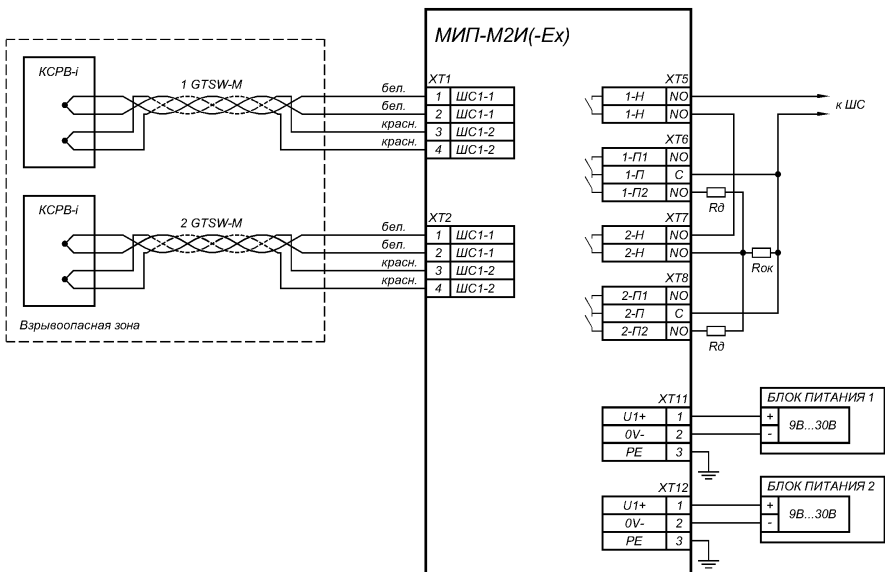 МИП-М2И(-Ex)
КСРВ-i
1 GTSW-M
бел.
бел.
красн.
красн.
XT1
1 ШС1-1
2 ШС1-1
3 ШС1-2
4 ШС1-2
КСРВ-i
2 GTSW-M
бел.
бел.
красн.
красн.
XT2
1 ШС1-1
2 ШС1-1
3 ШС1-2
4 ШС1-2
Взрывоопасная зона
XT5
1-Н NO
1-Н NO
к ШС
XT6
1-П1 NO
1-П C
1-П2 NO
Rд
XT7
2-Н NO
2-Н NO
Rок
XT8
2-П1 NO
2-П C
2-П2 NO
Rд
XT11
U1+ 1
0V- 2
PE 3
БЛОК ПИТАНИЯ 1
+
-
9В...30В
XT12
U1+ 1
0V- 2
PE 3
БЛОК ПИТАНИЯ 2
+
-
9В...30В